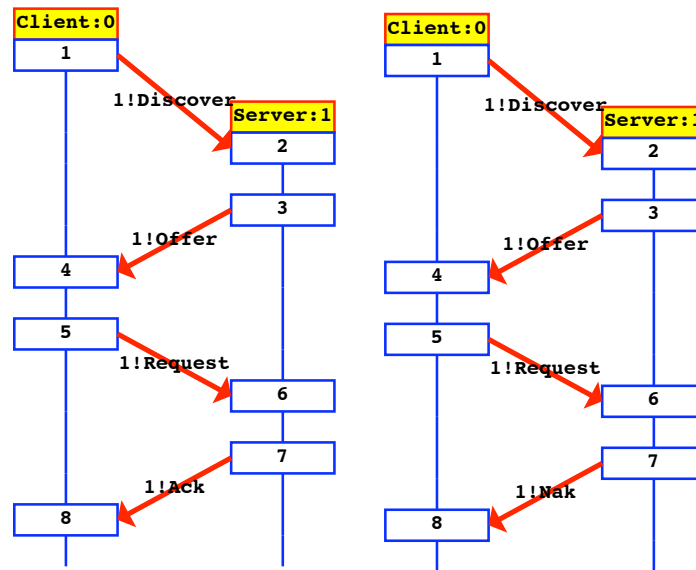 Client:0
1
1!Discover
Server:1
2
3
1!Offer
4
5
1!Request
6
7
1!Ack
8
Client:0
1
1!Discover
Server:1
2
3
1!Offer
4
5
1!Request
6
7
1!Nak
8